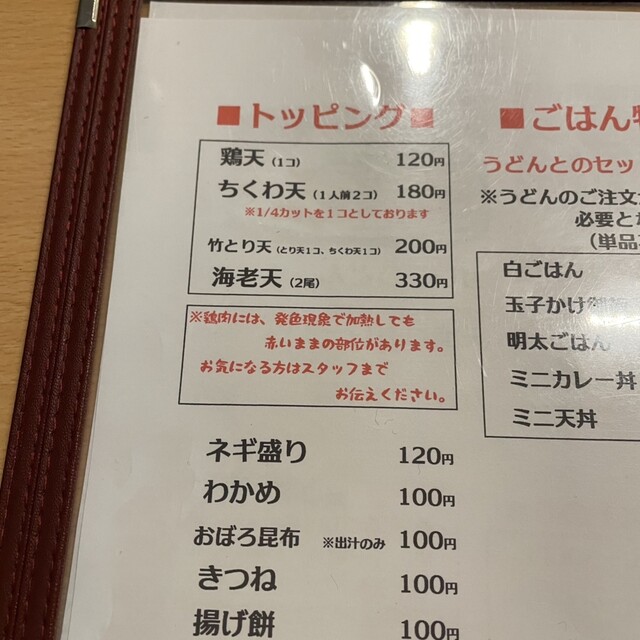 ■トッピング■
鶏天（1コ） 120円
ちくわ天（1人前2コ） 180円
※1/4カットを1コとしております
竹とり天（とり天1コ、ちくわ天1コ） 200円
海老天（2尾） 330円
※鶏肉には、発色現象で加熱しても
赤いままの部位があります。
お気になる方はスタッフまで
お伝えください。
ネギ盛り 120円
わかめ 100円
おぼろ昆布 ※出汁のみ 100円
きつね 100円
揚げ餅 100円
■ごはん
うどんとのセッ
※うどんのご注文
必要と
（単品
白ごはん
玉子かけ御飯
明太ごはん
ミニカレー丼
ミニ天丼